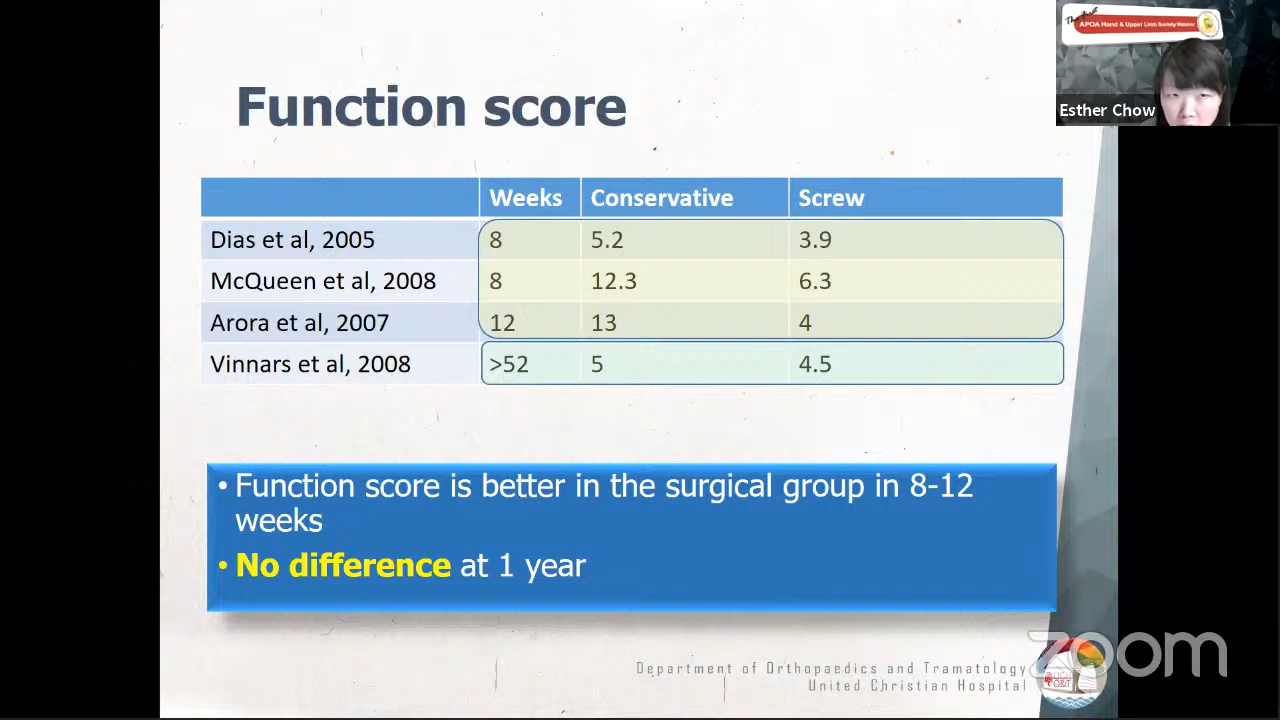 The First
APOA Hand & Upper Limb Society Webinar
Esther Chow
Function score
Weeks Conservative Screw
Dias et al, 2005 8 5.2 3.9
McQueen et al, 2008 8 12.3 6.3
Arora et al, 2007 12 13 4
Vinnars et al, 2008 >52 5 4.5
• Function score is better in the surgical group in 8-12
weeks
• No difference at 1 year
Department of Orthopaedics and Tramatology
United Christian Hospital
zoom
O&T